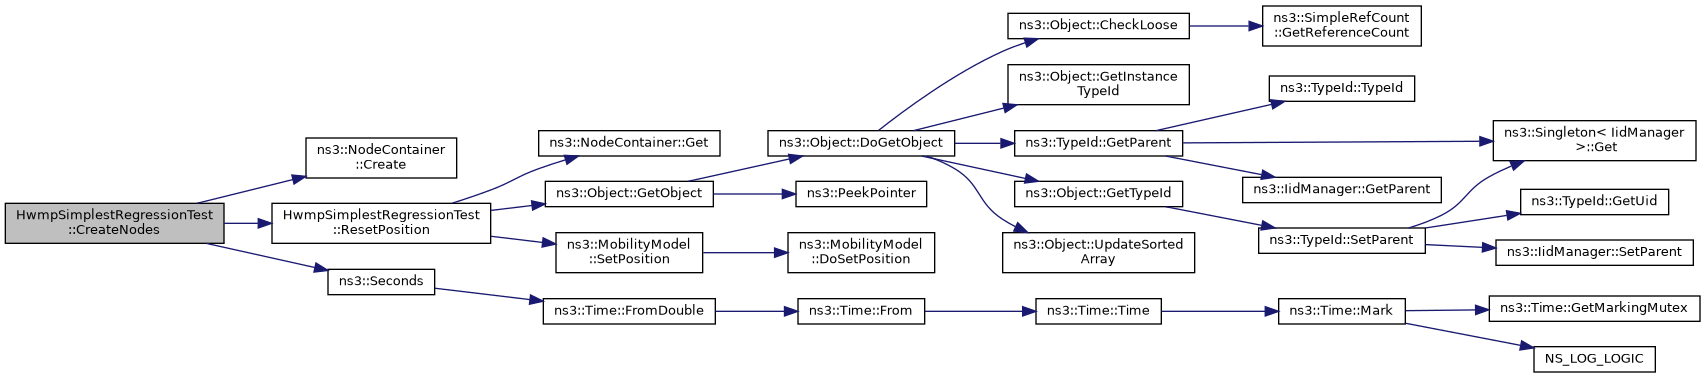 HwmpSimplestRegressionTest
::CreateNodes
ns3::NodeContainer
::Create
HwmpSimplestRegressionTest
::ResetPosition
ns3::Seconds
ns3::NodeContainer::Get
ns3::Object::GetObject
ns3::MobilityModel
::SetPosition
ns3::Time::FromDouble
ns3::Object::DoGetObject
ns3::PeekPointer
ns3::MobilityModel
::DoSetPosition
ns3::Time::From
ns3::Object::CheckLoose
ns3::Object::GetInstance
TypeId
ns3::TypeId::GetParent
ns3::Object::GetTypeId
ns3::Object::UpdateSorted
Array
ns3::Time::Time
ns3::SimpleRefCount
::GetReferenceCount
ns3::TypeId::TypeId
ns3::IidManager::GetParent
ns3::TypeId::SetParent
ns3::Time::Mark
ns3::Singleton< IidManager
>::Get
ns3::TypeId::GetUid
ns3::IidManager::SetParent
ns3::Time::GetMarkingMutex
NS_LOG_LOGIC